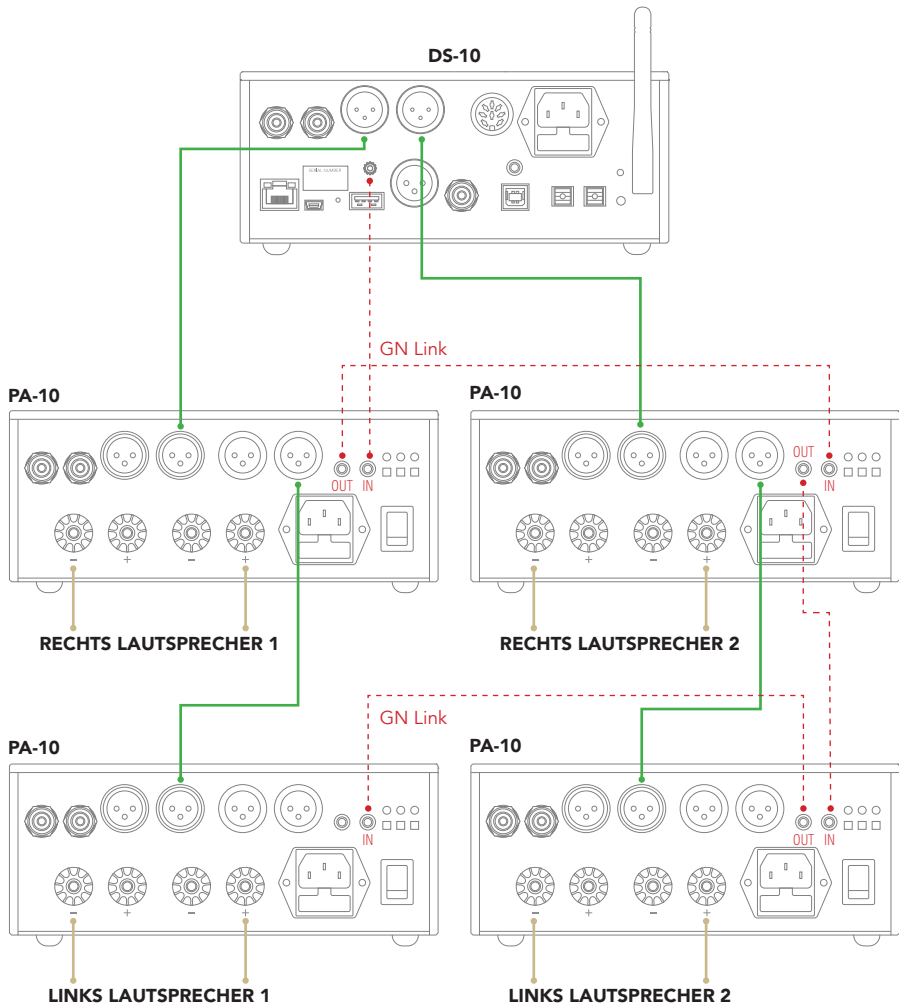 DS-10
SERIAL NUMBER
GN Link
PA-10
PA-10
OUT
OUT IN
IN
− + − +
− + − +
RECHTS LAUTSPRECHER 1
RECHTS LAUTSPRECHER 2
GN Link
PA-10
PA-10
IN
OUT IN
− + − +
− + − +
LINKS LAUTSPRECHER 1
LINKS LAUTSPRECHER 2